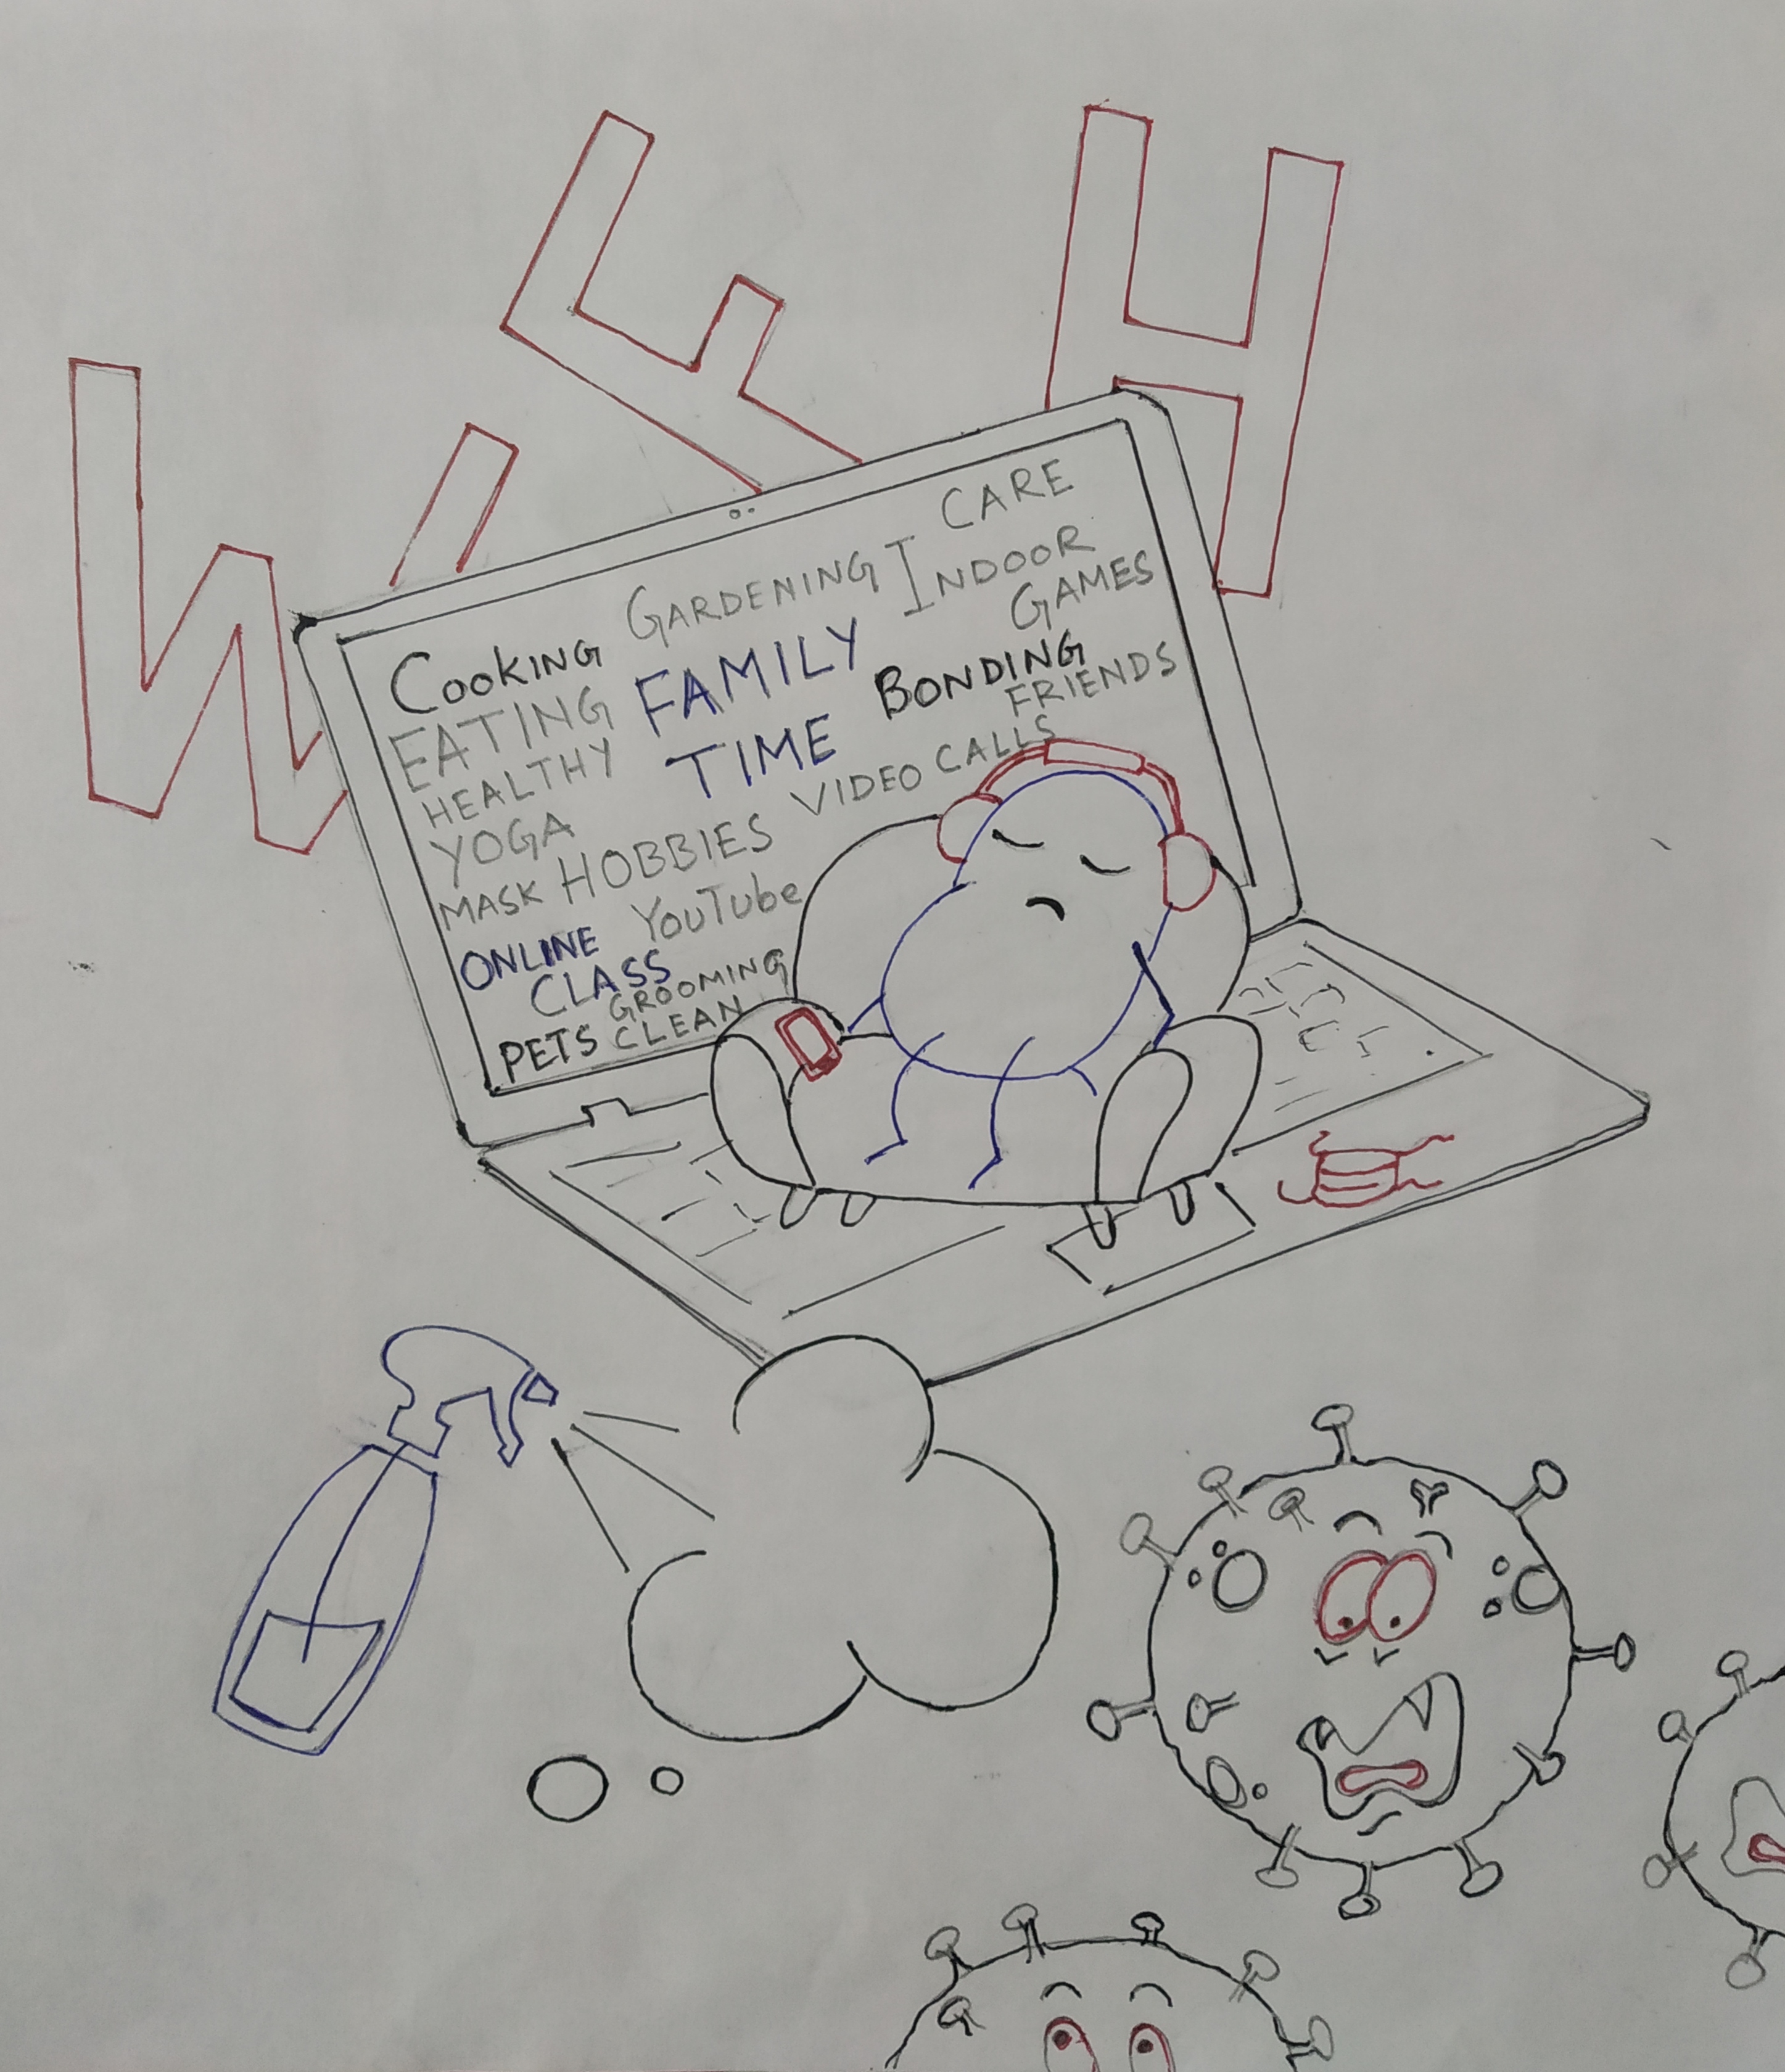 WFH
CARE
GARDENING INDOOR
GAMES
COOKING FAMILY BONDING
EATING TIME FRIENDS
HEALTHY VIDEO CALLS
YOGA
MASK HOBBIES
ONLINE YouTube
CLASS
GROOMING
PETS CLEAN